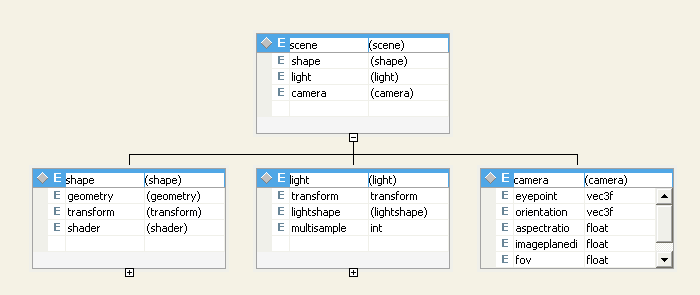 E scene (scene)
E shape (shape)
E light (light)
E camera (camera)
E shape (shape)
E geometry (geometry)
E transform (transform)
E shader (shader)
E light (light)
E transform transform
E lightshape (lightshape)
E multisample int
E camera (camera)
E eyepoint vec3f
E orientation vec3f
E aspectratio float
E imageplanedi float
E fov float